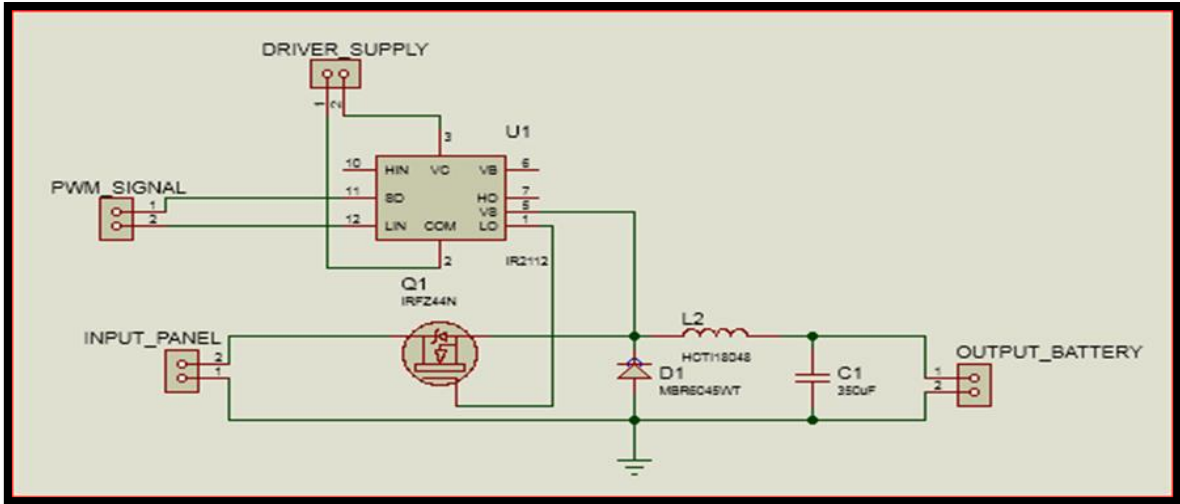 DRIVER_SUPPLY
1
2
U1
3
10 HIN VC VB 6
PWM_SIGNAL
1
2
11 SD HO 7
VS 5
12 LIN COM LO 1
2
IR2112
Q1
IRFZ44N
INPUT_PANEL
2
1
L2
HCTI18048
D1
MBR6045WT
C1
350uF
OUTPUT_BATTERY
1
2